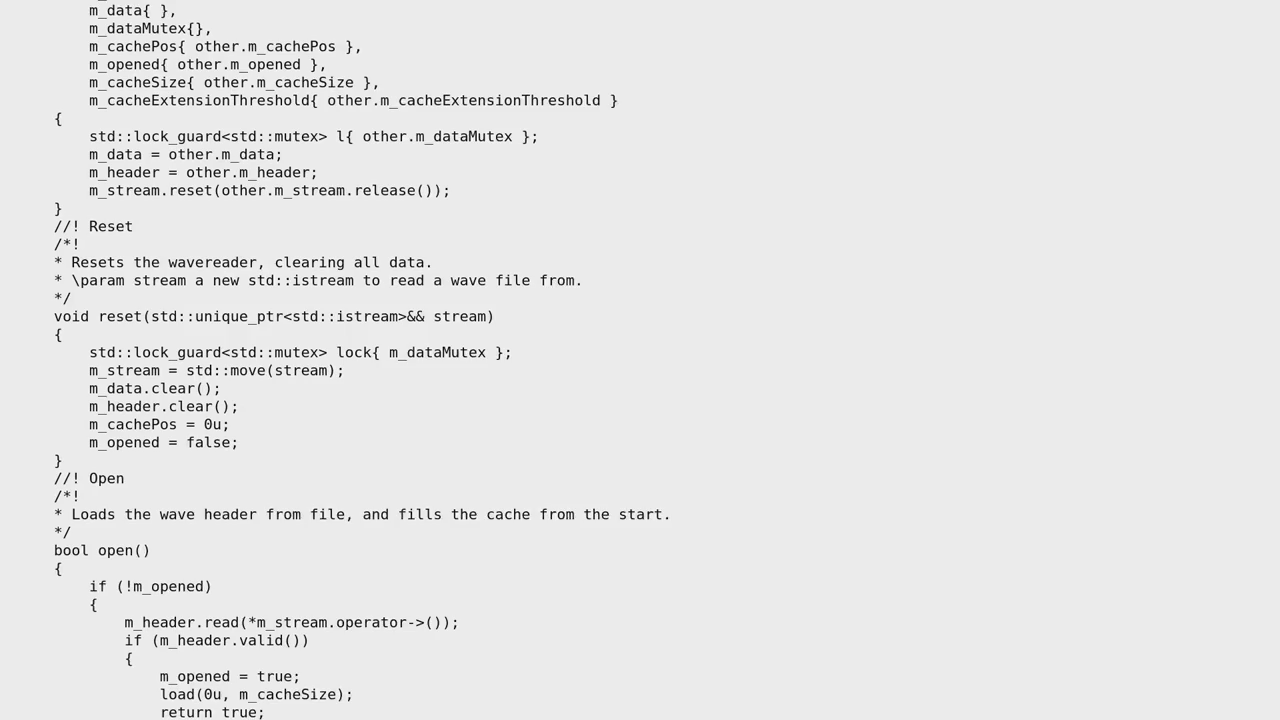 m_data{ },
m_dataMutex{},
m_cachePos{ other.m_cachePos },
m_opened{ other.m_opened },
m_cacheSize{ other.m_cacheSize },
m_cacheExtensionThreshold{ other.m_cacheExtensionThreshold }
{
std::lock_guard<std::mutex> l{ other.m_dataMutex };
m_data = other.m_data;
m_header = other.m_header;
m_stream.reset(other.m_stream.release());
}
//! Reset
/*!
* Resets the wavereader, clearing all data.
* \param stream a new std::istream to read a wave file from.
*/
void reset(std::unique_ptr<std::istream>&& stream)
{
std::lock_guard<std::mutex> lock{ m_dataMutex };
m_stream = std::move(stream);
m_data.clear();
m_header.clear();
m_cachePos = 0u;
m_opened = false;
}
//! Open
/*!
* Loads the wave header from file, and fills the cache from the start.
*/
bool open()
{
if (!m_opened)
{
m_header.read(*m_stream.operator->());
if (m_header.valid())
{
m_opened = true;
load(0u, m_cacheSize);
return true;